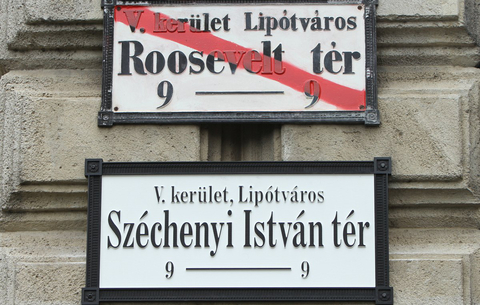 V. kerület Lipótváros
Roosevelt tér
9 — 9
V. kerület, Lipótváros
Széchenyi István tér
9 — 9